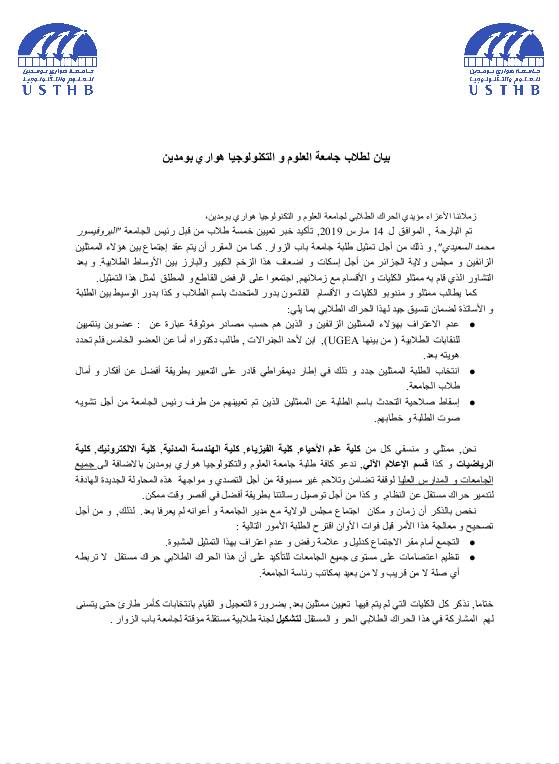 جامعة هواري بومدين
للعلوم والتكنولوجيا
USTHB
جامعة هواري بومدين
للعلوم والتكنولوجيا
USTHB
بيان لطلاب جامعة العلوم و التكنولوجيا هواري بومدين
زملائنا الأعزاء مؤيدي الحراك الطلابي لجامعة العلوم و التكنولوجيا هواري بومدين،
تم البارحة , الموافق ل 14 مارس 2019, تأكيد خبر تعيين خمسة طلاب من قبل رئيس الجامعة "البروفيسور
محمد السعيدي", و ذلك من أجل تمثيل طلبة جامعة باب الزوار. كما من المقرر أن يتم عقد إجتماع بين هؤلاء الممثلين
الزائفين و مجلس ولاية الجزائر من أجل إسكات و اضعاف هذا الزخم الكبير والبارز بين الأوساط الطلابية. و بعد
التشاور الذي قام به ممثلو الكليات و الأقسام مع زملائهم, اجتمعوا على الرفض القاطع و المطلق لمثل هذا التمثيل.
كما يطالب ممثلو و مندوبو الكليات و الأقسام القائمون بدور المتحدث باسم الطلاب و كذا بدور الوسيط بين الطلبة
و الأساتذة لضمان تنسيق جيد لهذا الحراك الطلابي بما يلي:
• عدم الاعتراف بهؤلاء الممثلين الزائفين و الذين هم حسب مصادر موثوقة عبارة عن : عضوين ينتميين
للنقابات الطلابية ( من بينها UGEA), ابن لأحد الجنرالات , طالب دكتوراه أما عن العضو الخامس فلم تحدد
هويته بعد.
• انتخاب الطلبة الممثلين جدد و ذلك في إطار ديمقراطي قادر على التعبير بطريقة أفضل عن أفكار و أمال
طلاب الجامعة.
• إسقاط صلاحية التحدث باسم الطلبة عن الممثلين الذين تم تعيينهم من طرف رئيس الجامعة من أجل تشويه
صوت الطلبة و خطابهم.
نحن, ممثلي و منسقي كل من كلية علم الأحياء, كلية الفيزياء, كلية الهندسة المدنية, كلية الالكترونيك, كلية
الرياضيات و كذا قسم الإعلام الألي, ندعو كافة طلبة جامعة العلوم والتكنولوجيا هواري بومدين بالاضافة الى جميع
الجامعات و المدارس العليا لوقفة تضامن وتلاحم غير مسبوقة من أجل التصدي و مواجهة هذه المحاولة الجديدة الهادفة
لتدمير حراك مستقل عن النظام, و كذا من أجل توصيل رسالتنا بطريقة أفضل في أقصر وقت ممكن.
نخص بالذكر أن زمان و مكان اجتماع مجلس الولاية مع مدير الجامعة و أعوانه لم يعرفا بعد. لذلك, و من أجل
تصحيح و معالجة هذا الأمر قبل فوات الأوان اقترح الطلبة الأمور التالية :
• التجمع أمام مقر الاجتماع كدليل و علامة رفض و عدم اعتراف بهذا التمثيل المشبوه.
• تنظيم اعتصامات على مستوى جميع الجامعات للتأكيد على أن هذا الحراك الطلابي حراك مستقل لا تربطه
أي صلة لا من قريب ولا من بعيد بمكاتب رئاسة الجامعة.
ختاما, نذكر كل الكليات التي لم يتم فيها تعيين ممثلين بعد, بضرورة التعجيل و القيام بانتخابات كأمر طارئ حتى يتسنى
لهم المشاركة في هذا الحراك الطلابي الحر و المستقل لتشكيل لجنة طلابية مستقلة مؤقتة لجامعة باب الزوار .